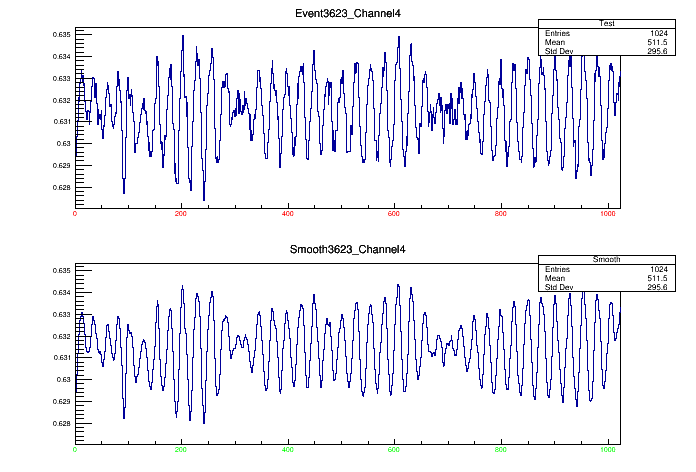 Event3623_Channel4
Test
Entries 1024
Mean 511.5
Std Dev 295.6
0.635
0.634
0.633
0.632
0.631
0.63
0.629
0.628
0 200 400 600 800 1000
Smooth3623_Channel4
Smooth
Entries 1024
Mean 511.5
Std Dev 295.6
0.635
0.634
0.633
0.632
0.631
0.63
0.629
0.628
0 200 400 600 800 1000